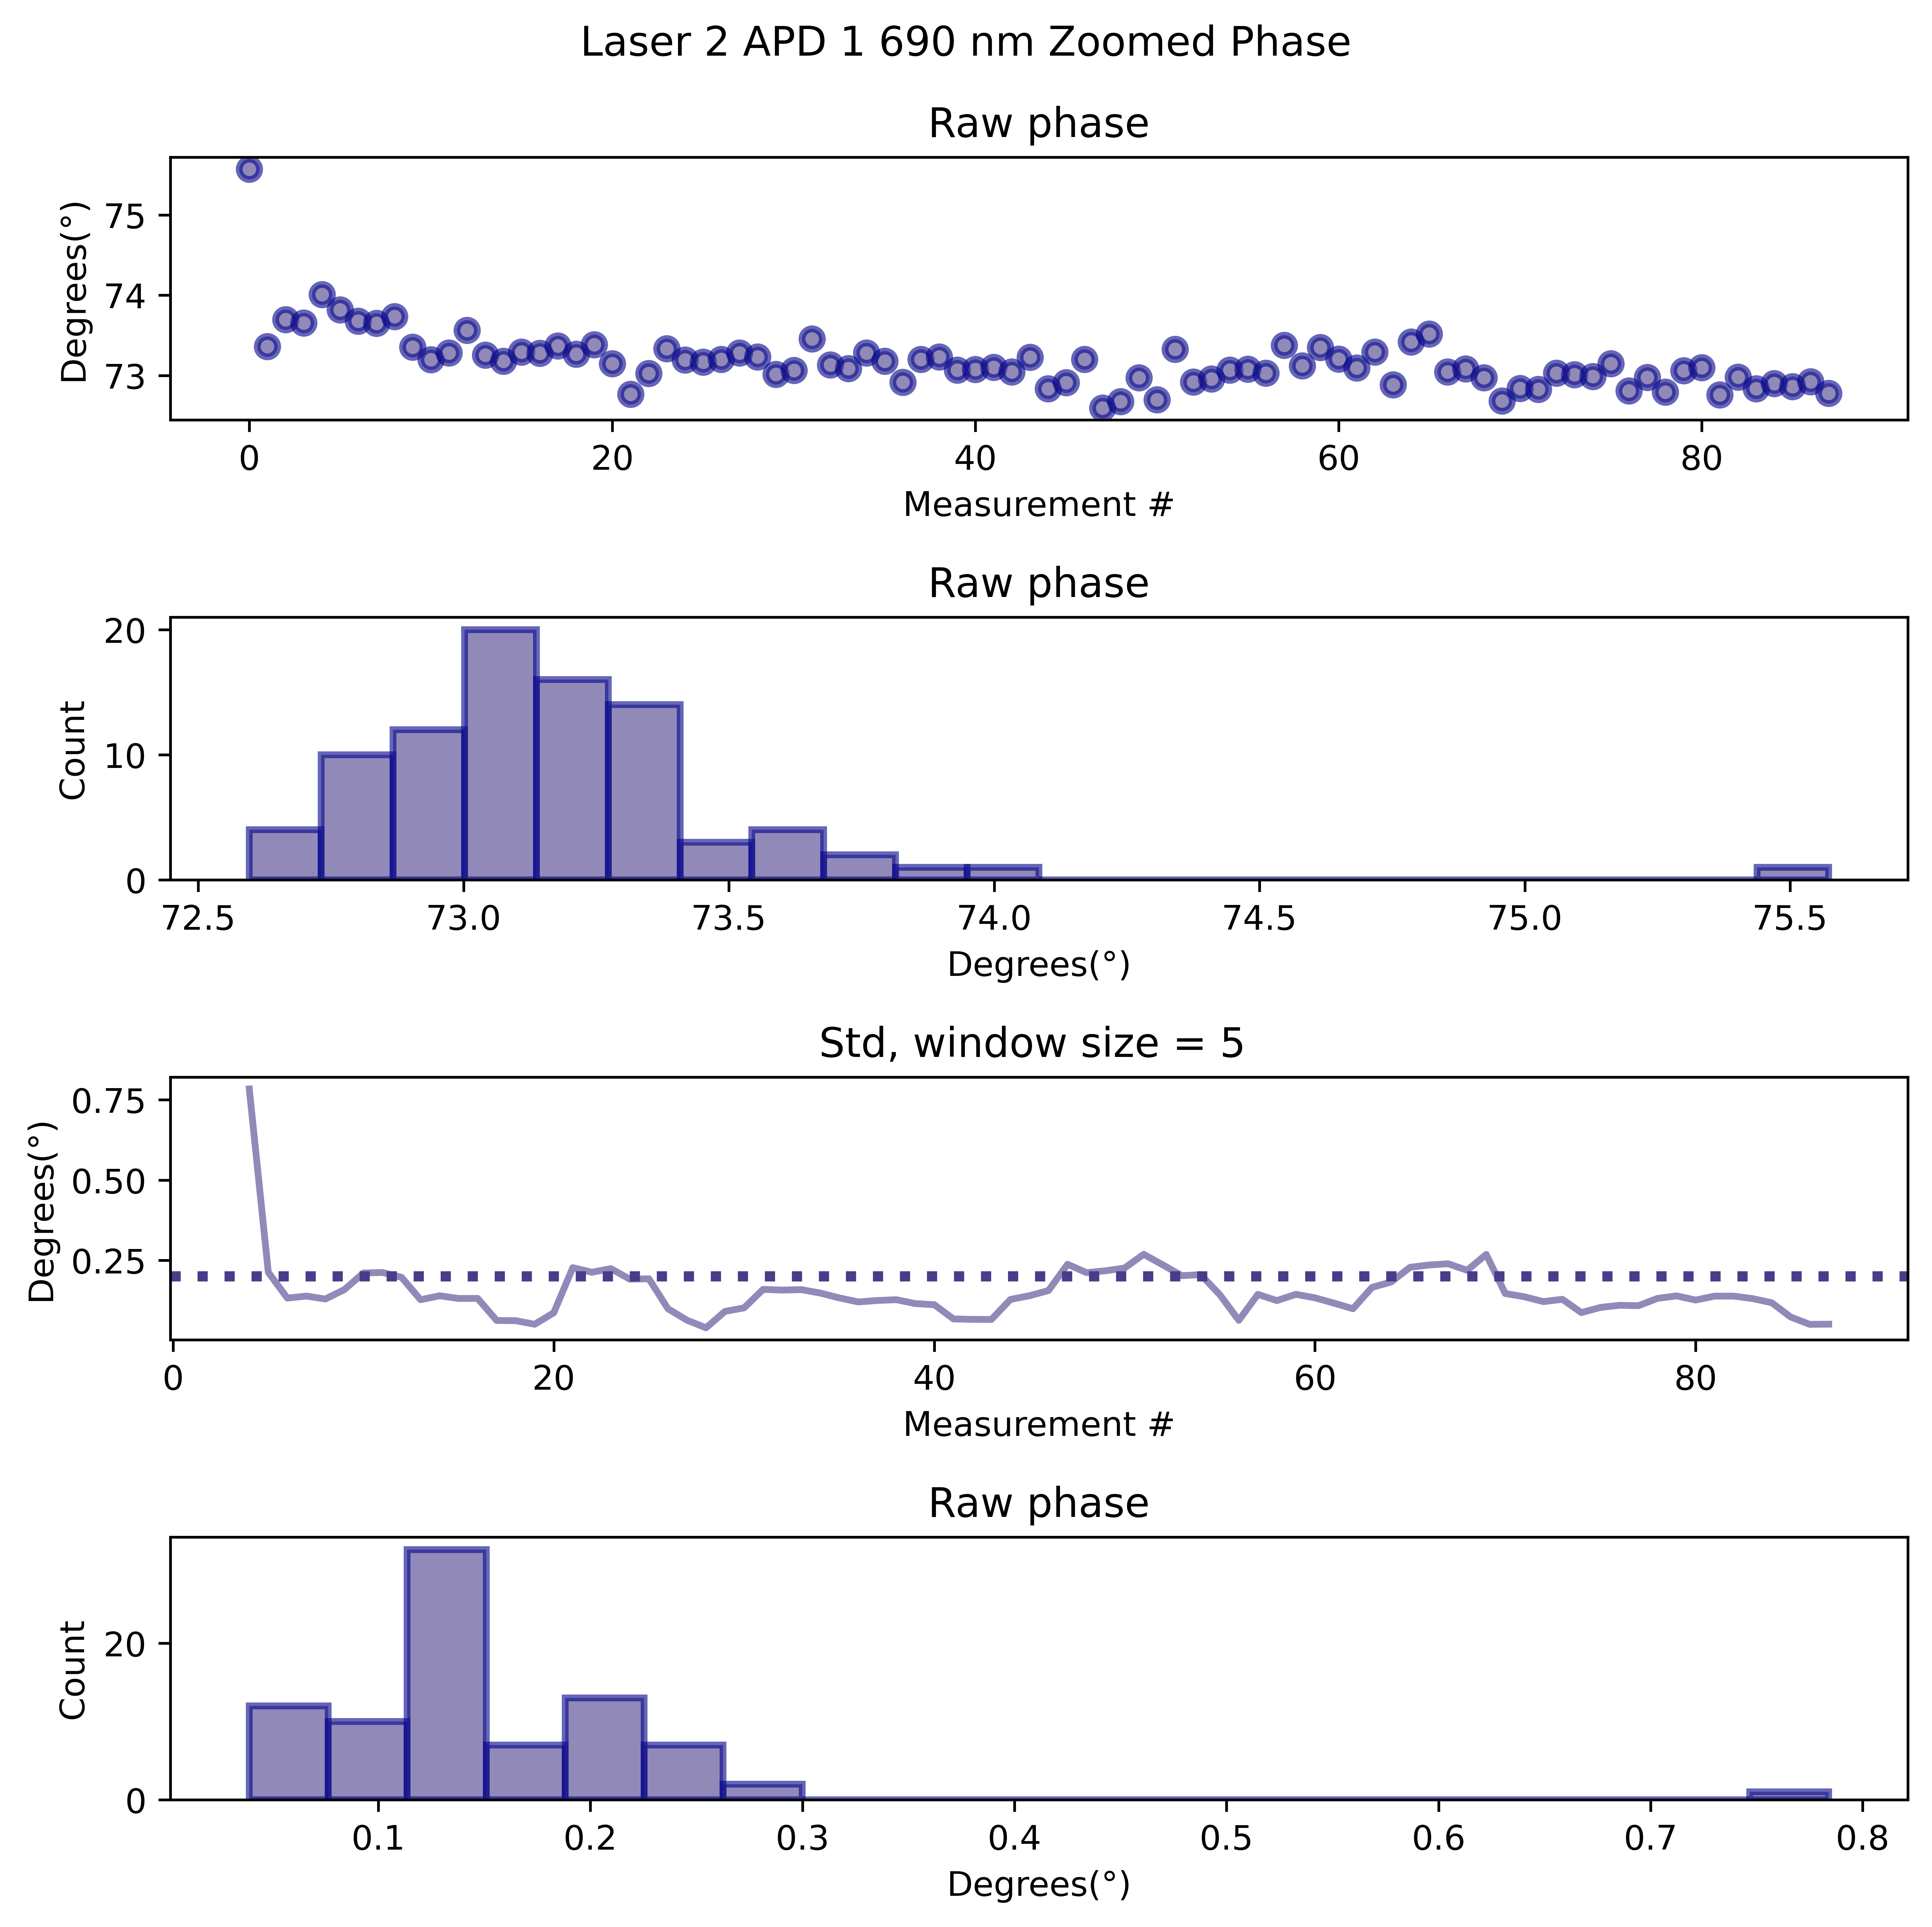 Laser 2 APD 1 690 nm Zoomed Phase
Raw phase
Degrees(°)
75
74
73
0 20 40 60 80
Measurement #
Raw phase
Count
20
10
0
72.5 73.0 73.5 74.0 74.5 75.0 75.5
Degrees(°)
Std, window size = 5
Degrees(°)
0.75
0.50
0.25
0 20 40 60 80
Measurement #
Raw phase
Count
20
0
0.1 0.2 0.3 0.4 0.5 0.6 0.7 0.8
Degrees(°)